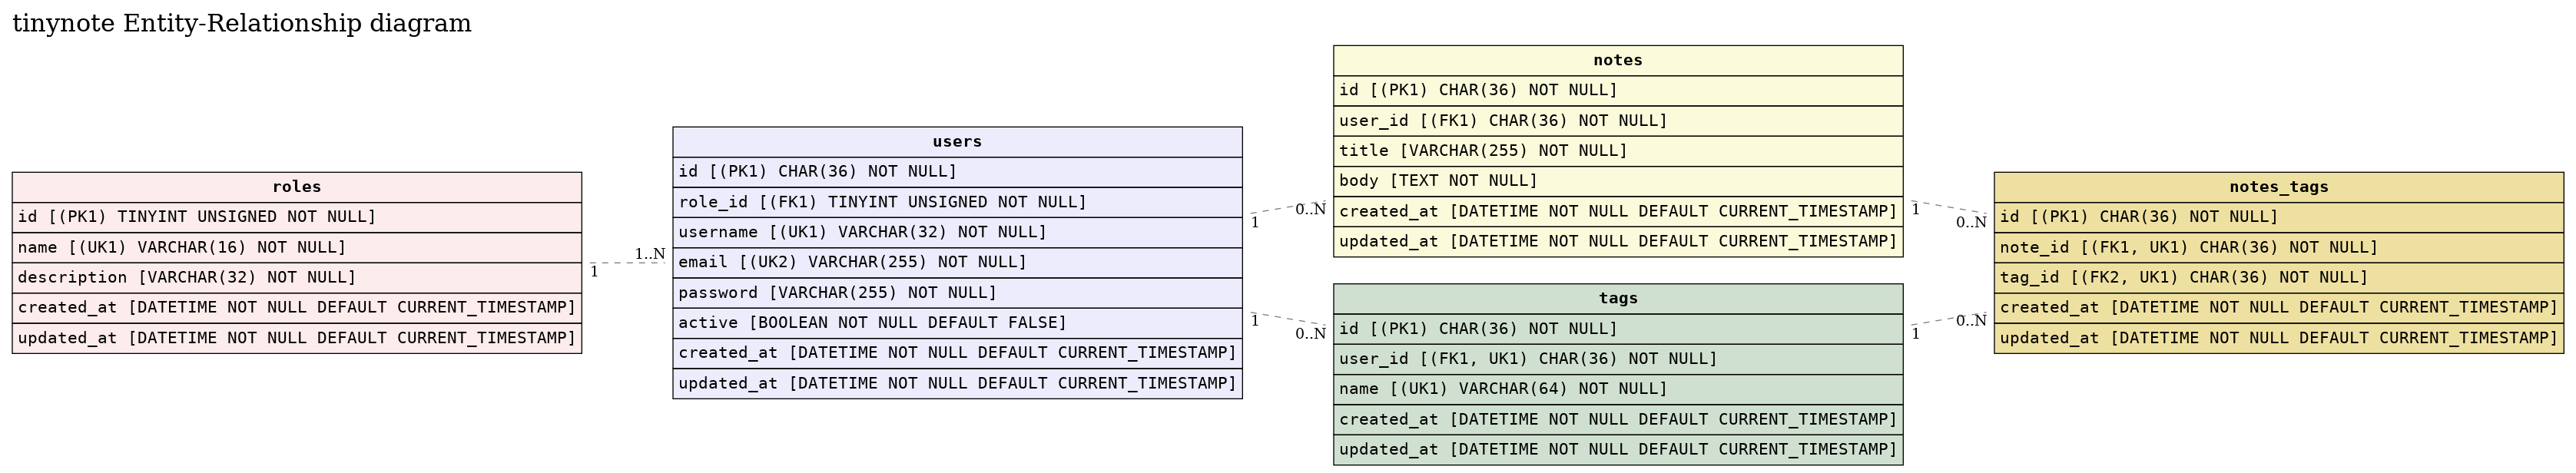 tinynote Entity-Relationship diagram
roles
id [(PK1) TINYINT UNSIGNED NOT NULL]
name [(UK1) VARCHAR(16) NOT NULL]
description [VARCHAR(32) NOT NULL]
created_at [DATETIME NOT NULL DEFAULT CURRENT_TIMESTAMP]
updated_at [DATETIME NOT NULL DEFAULT CURRENT_TIMESTAMP]
1
1..N
users
id [(PK1) CHAR(36) NOT NULL]
role_id [(FK1) TINYINT UNSIGNED NOT NULL]
username [(UK1) VARCHAR(32) NOT NULL]
email [(UK2) VARCHAR(255) NOT NULL]
password [VARCHAR(255) NOT NULL]
active [BOOLEAN NOT NULL DEFAULT FALSE]
created_at [DATETIME NOT NULL DEFAULT CURRENT_TIMESTAMP]
updated_at [DATETIME NOT NULL DEFAULT CURRENT_TIMESTAMP]
1
0..N
1
0..N
notes
id [(PK1) CHAR(36) NOT NULL]
user_id [(FK1) CHAR(36) NOT NULL]
title [VARCHAR(255) NOT NULL]
body [TEXT NOT NULL]
created_at [DATETIME NOT NULL DEFAULT CURRENT_TIMESTAMP]
updated_at [DATETIME NOT NULL DEFAULT CURRENT_TIMESTAMP]
tags
id [(PK1) CHAR(36) NOT NULL]
user_id [(FK1, UK1) CHAR(36) NOT NULL]
name [(UK1) VARCHAR(64) NOT NULL]
created_at [DATETIME NOT NULL DEFAULT CURRENT_TIMESTAMP]
updated_at [DATETIME NOT NULL DEFAULT CURRENT_TIMESTAMP]
1
0..N
1
0..N
notes_tags
id [(PK1) CHAR(36) NOT NULL]
note_id [(FK1, UK1) CHAR(36) NOT NULL]
tag_id [(FK2, UK1) CHAR(36) NOT NULL]
created_at [DATETIME NOT NULL DEFAULT CURRENT_TIMESTAMP]
updated_at [DATETIME NOT NULL DEFAULT CURRENT_TIMESTAMP]